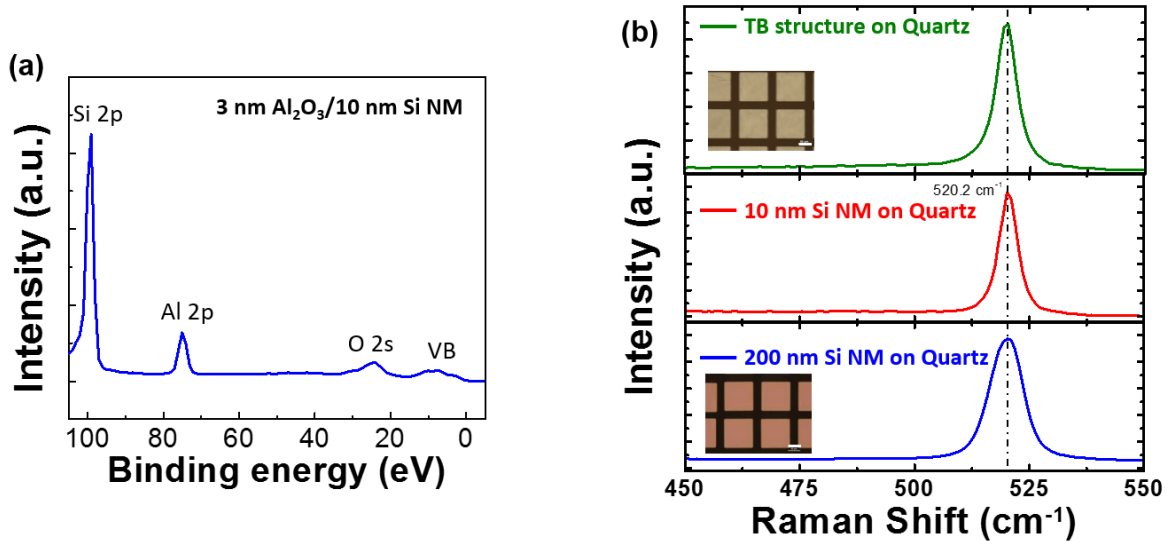 (a)
3 nm Al₂O₃/10 nm Si NM
Si 2p
Al 2p
O 2s
VB
Intensity (a.u.)
100 80 60 40 20 0
Binding energy (eV)
(b)
TB structure on Quartz
520.2 cm⁻¹
10 nm Si NM on Quartz
200 nm Si NM on Quartz
Intensity (a.u.)
450 475 500 525 550
Raman Shift (cm⁻¹)